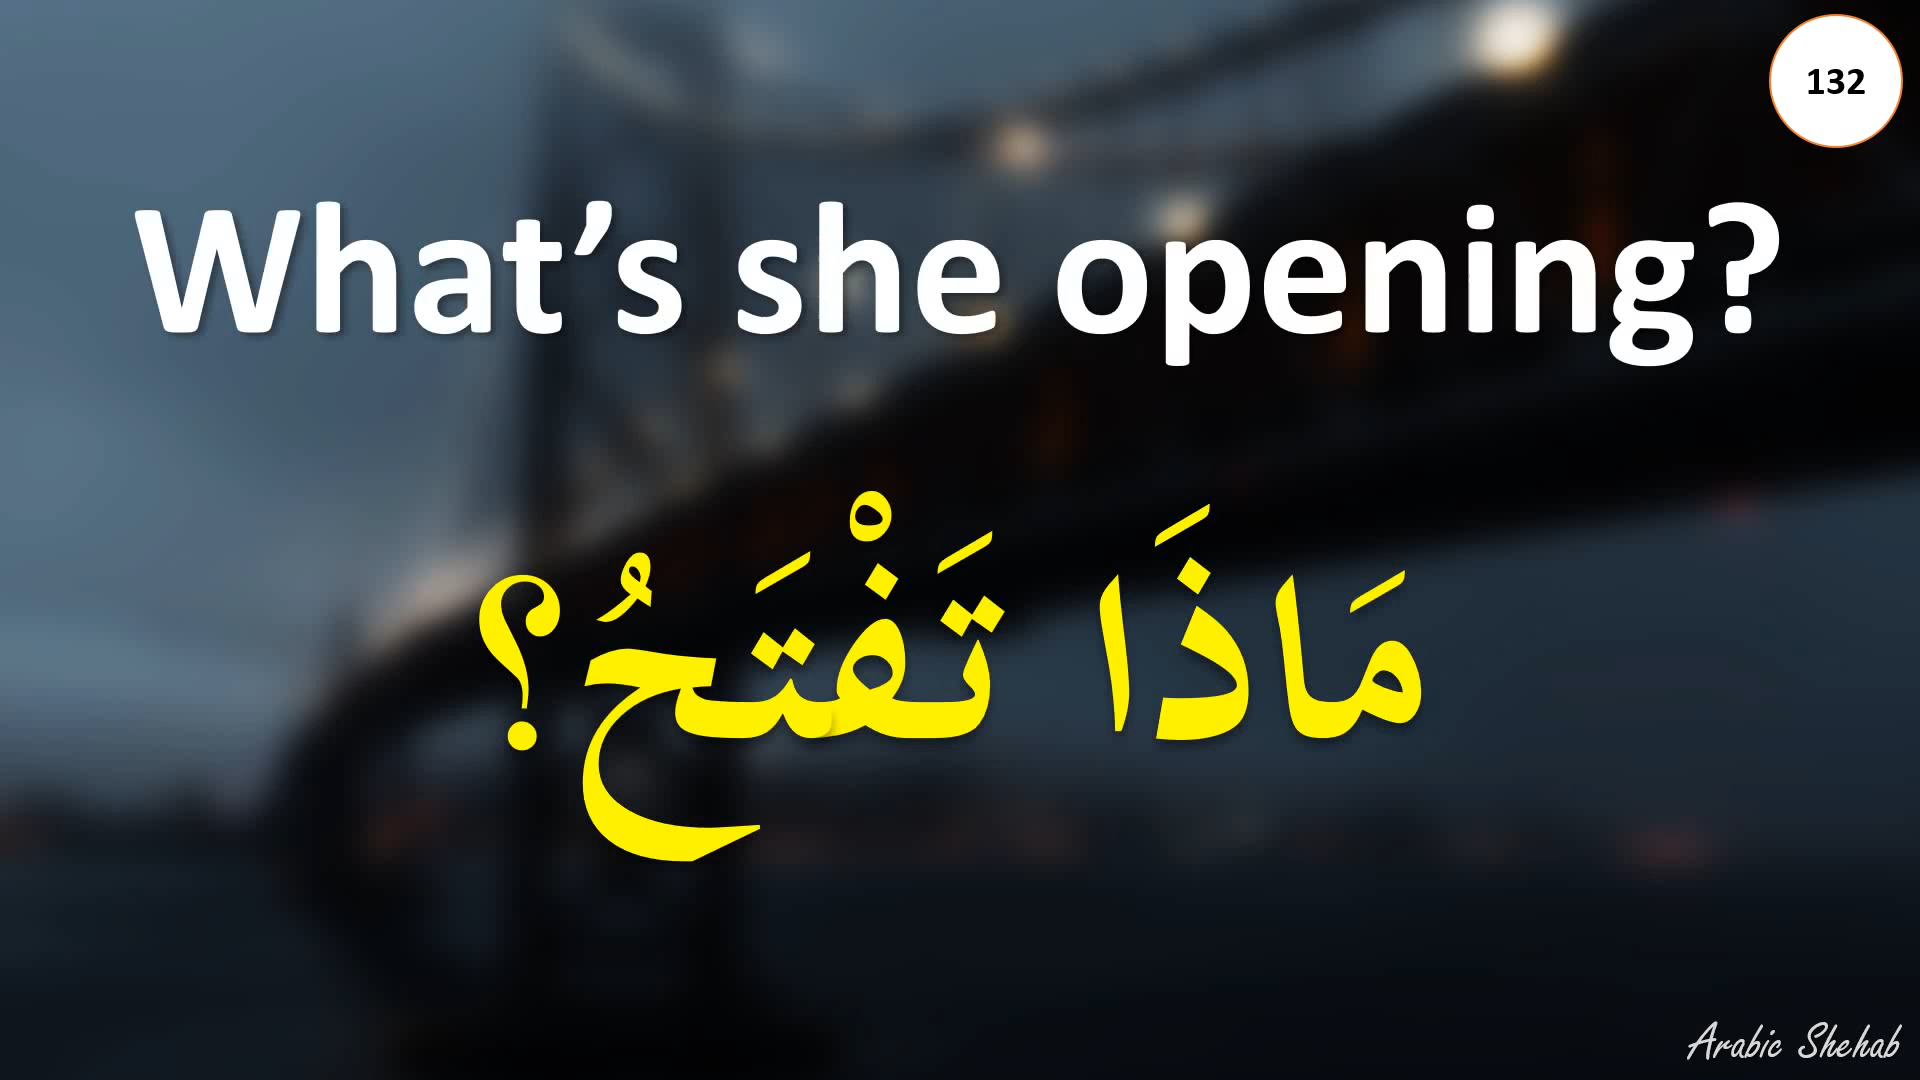 132
What’s she opening?
مَاذَا تَفْتَحُ؟
Arabic Shehab